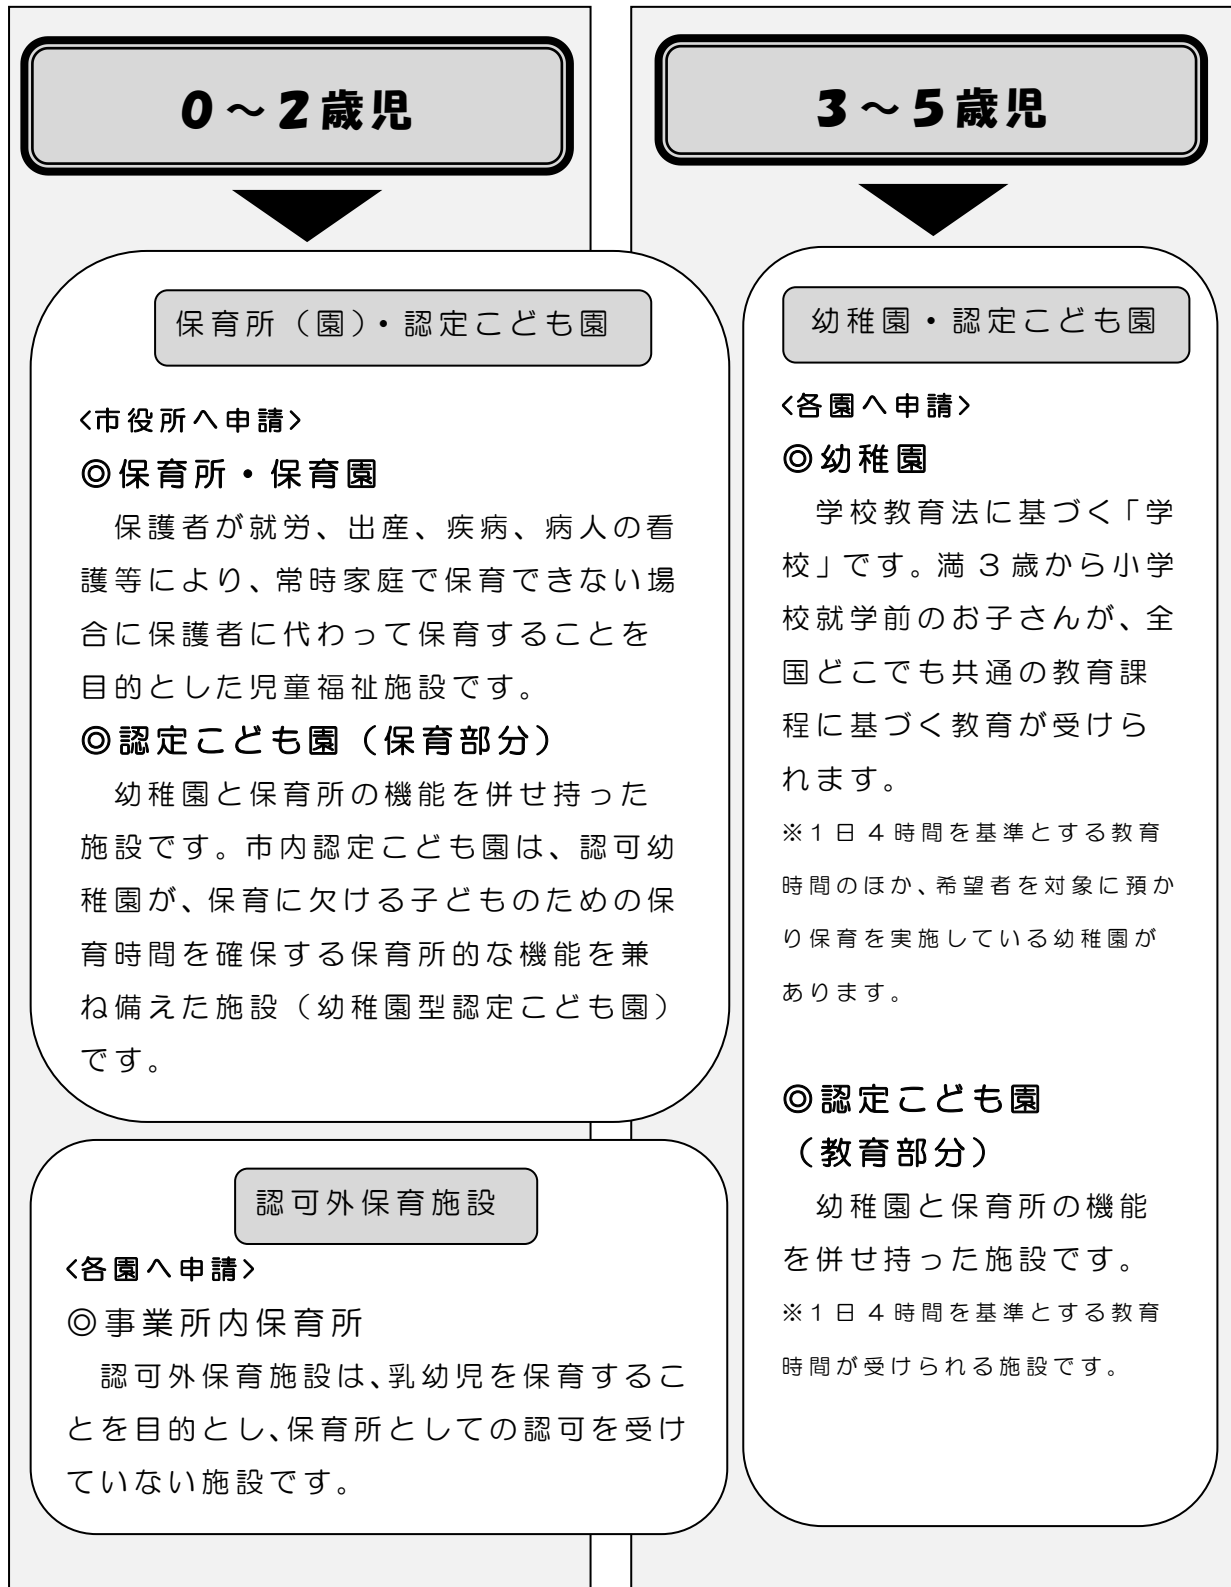 0～2歳児
保育所（園）・認定こども園
<市役所へ申請>
◎保育所・保育園
　保護者が就労、出産、疾病、病人の看
護等により、常時家庭で保育できない場
合に保護者に代わって保育することを
目的とした児童福祉施設です。
◎認定こども園（保育部分）
　幼稚園と保育所の機能を併せ持った
施設です。市内認定こども園は、認可幼
稚園が、保育に欠ける子どものための保
育時間を確保する保育所的な機能を兼
ね備えた施設（幼稚園型認定こども園）
です。
認可外保育施設
<各園へ申請>
◎事業所内保育所
　認可外保育施設は、乳幼児を保育するこ
とを目的とし、保育所としての認可を受け
ていない施設です。
3～5歳児
幼稚園・認定こども園
<各園へ申請>
◎幼稚園
　学校教育法に基づく「学
校」です。満3歳から小学
校就学前のお子さんが、全
国どこでも共通の教育課
程に基づく教育が受けら
れます。
※1日4時間を基準とする教育
時間のほか、希望者を対象に預か
り保育を実施している幼稚園が
あります。
◎認定こども園
（教育部分）
　幼稚園と保育所の機能
を併せ持った施設です。
※1日4時間を基準とする教育
時間が受けられる施設です。